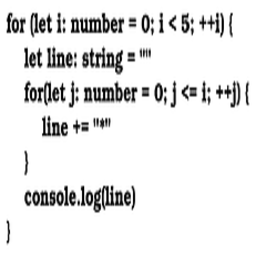 for (let i: number = 0; i < 5; ++i) {
let line: string = ""
for(let j: number = 0; j <= i; ++j) {
line += "*"
}
console.log(line)
}